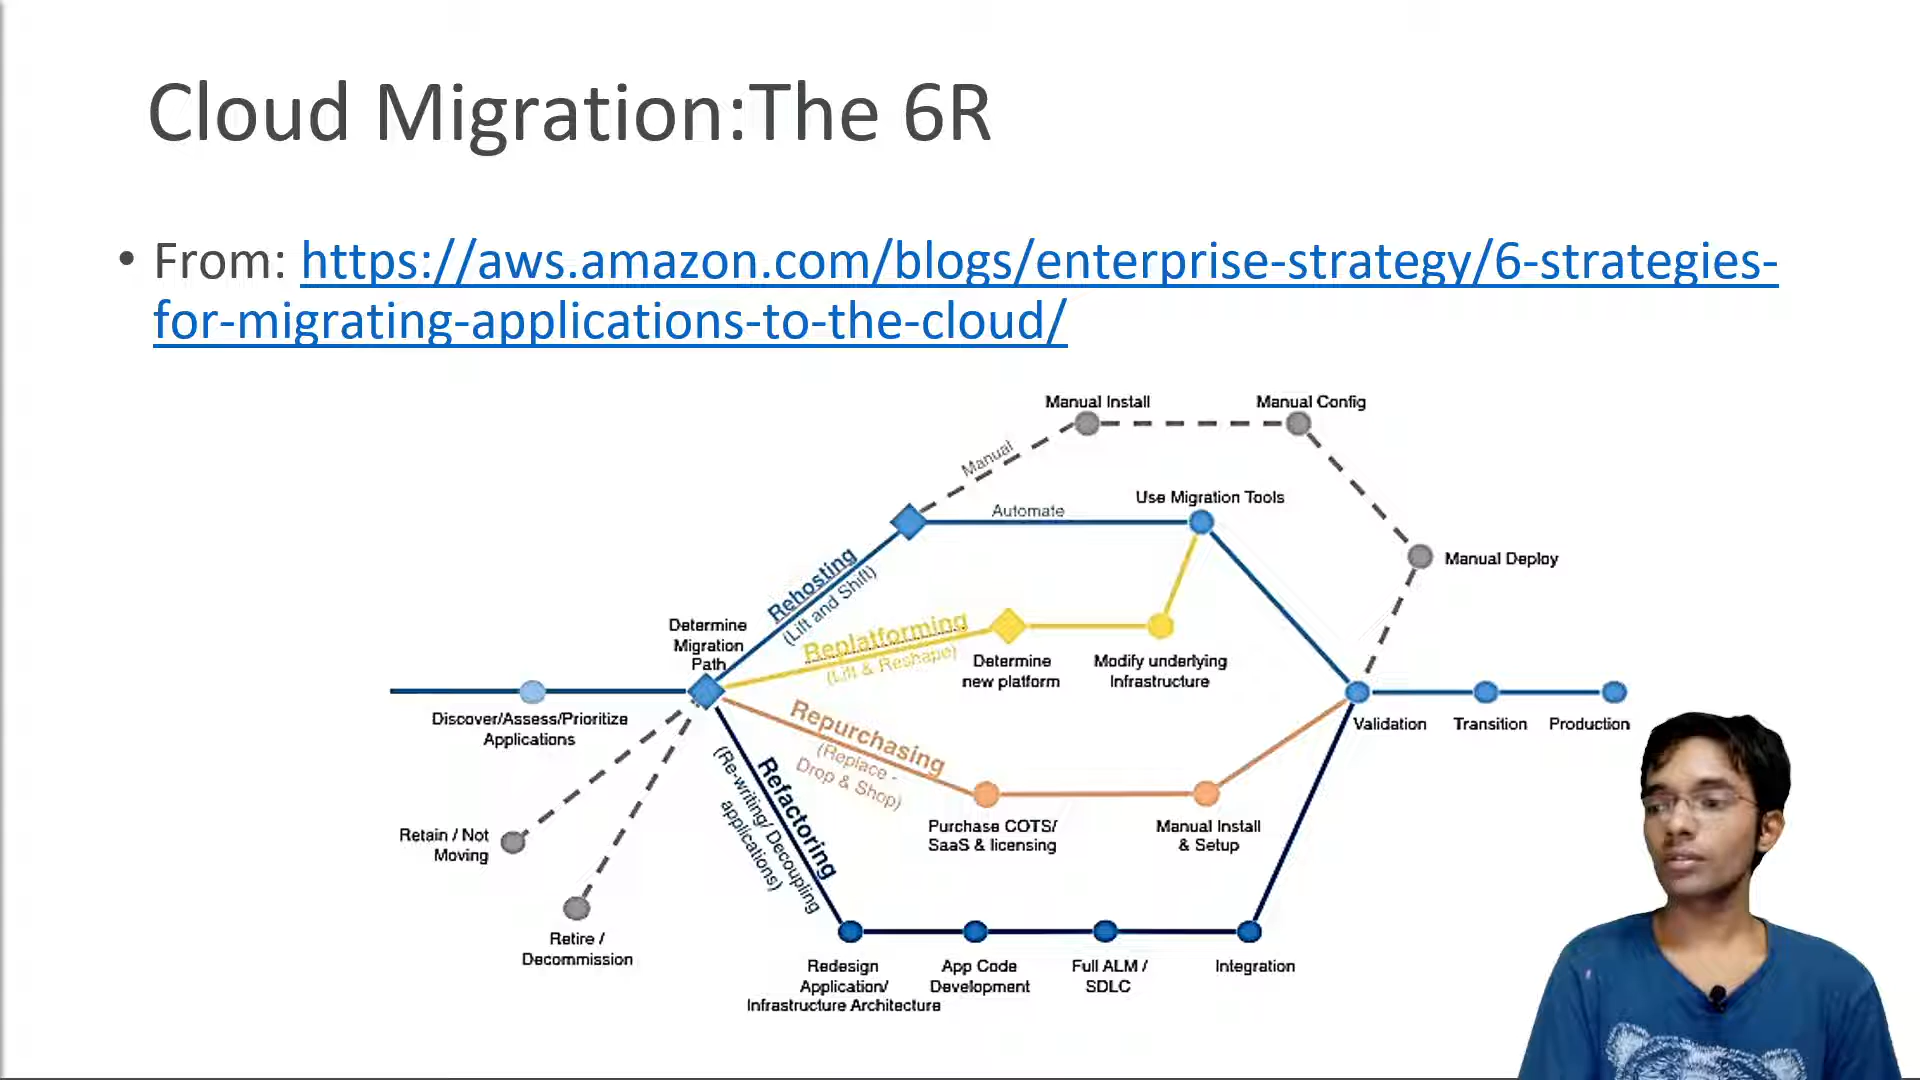 Cloud Migration:The 6R
• From: https://aws.amazon.com/blogs/enterprise-strategy/6-strategies-
for-migrating-applications-to-the-cloud/
Manual Install
Manual Config
Manual
Use Migration Tools
Automate
Manual Deploy
Rehosting
(Lift and Shift)
Determine
Migration
Path
Replatforming
(Lift & Reshape)
Determine
new platform
Modify underlying
Infrastructure
Discover/Assess/Prioritize
Applications
Repurchasing
(Replace -
Drop & Shop)
Validation
Transition
Production
Refactoring
(Re-writing/ Decoupling
applications)
Purchase COTS/
SaaS & licensing
Manual Install
& Setup
Retain / Not
Moving
Retire /
Decommission
Redesign
Application/
Infrastructure Architecture
App Code
Development
Full ALM /
SDLC
Integration